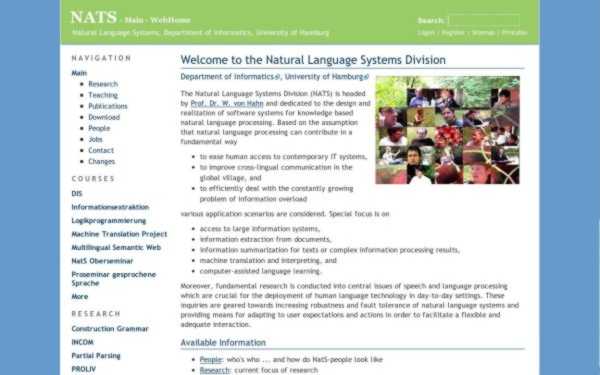 NATS - Main - WebHome
Search:
Natural Language Systems, Department of Informatics, University of Hamburg
Login | Register | Sitemap | Printable
NAVIGATION
Main
Research
Teaching
Publications
Download
People
Jobs
Contact
Changes
COURSES
DIS
Informationsextraktion
Logikprogrammierung
Machine Translation Project
Multilingual Semantic Web
NatS Oberseminar
Proseminar gesprochene
Sprache
More
RESEARCH
Construction Grammar
INCOM
Partial Parsing
PROLIV
Welcome to the Natural Language Systems Division
Department of Informatics, University of Hamburg
The Natural Language Systems Division (NATS) is headed
by Prof. Dr. W. von Hahn and dedicated to the design and
realization of software systems for knowledge based
natural language processing. Based on the assumption
that natural language processing can contribute in a
fundamental way
to ease human access to contemporary IT systems,
to improve cross-lingual communication in the
global village, and
to efficiently deal with the constantly growing
problem of information overload
various application scenarios are considered. Special focus is on
access to large information systems,
information extraction from documents,
information summarization for texts or complex information processing results,
machine translation and interpreting, and
computer-assisted language learning.
Moreover, fundamental research is conducted into central issues of speech and language processing
which are crucial for the deployment of human language technology in day-to-day settings. These
inquiries are geared towards increasing robustness and fault tolerance of natural language systems and
providing means for adapting to user expectations and actions in order to facilitate a flexible and
adequate interaction.
Available Information
People: who's who ... and how do NatS-people look like
Research: current focus of research